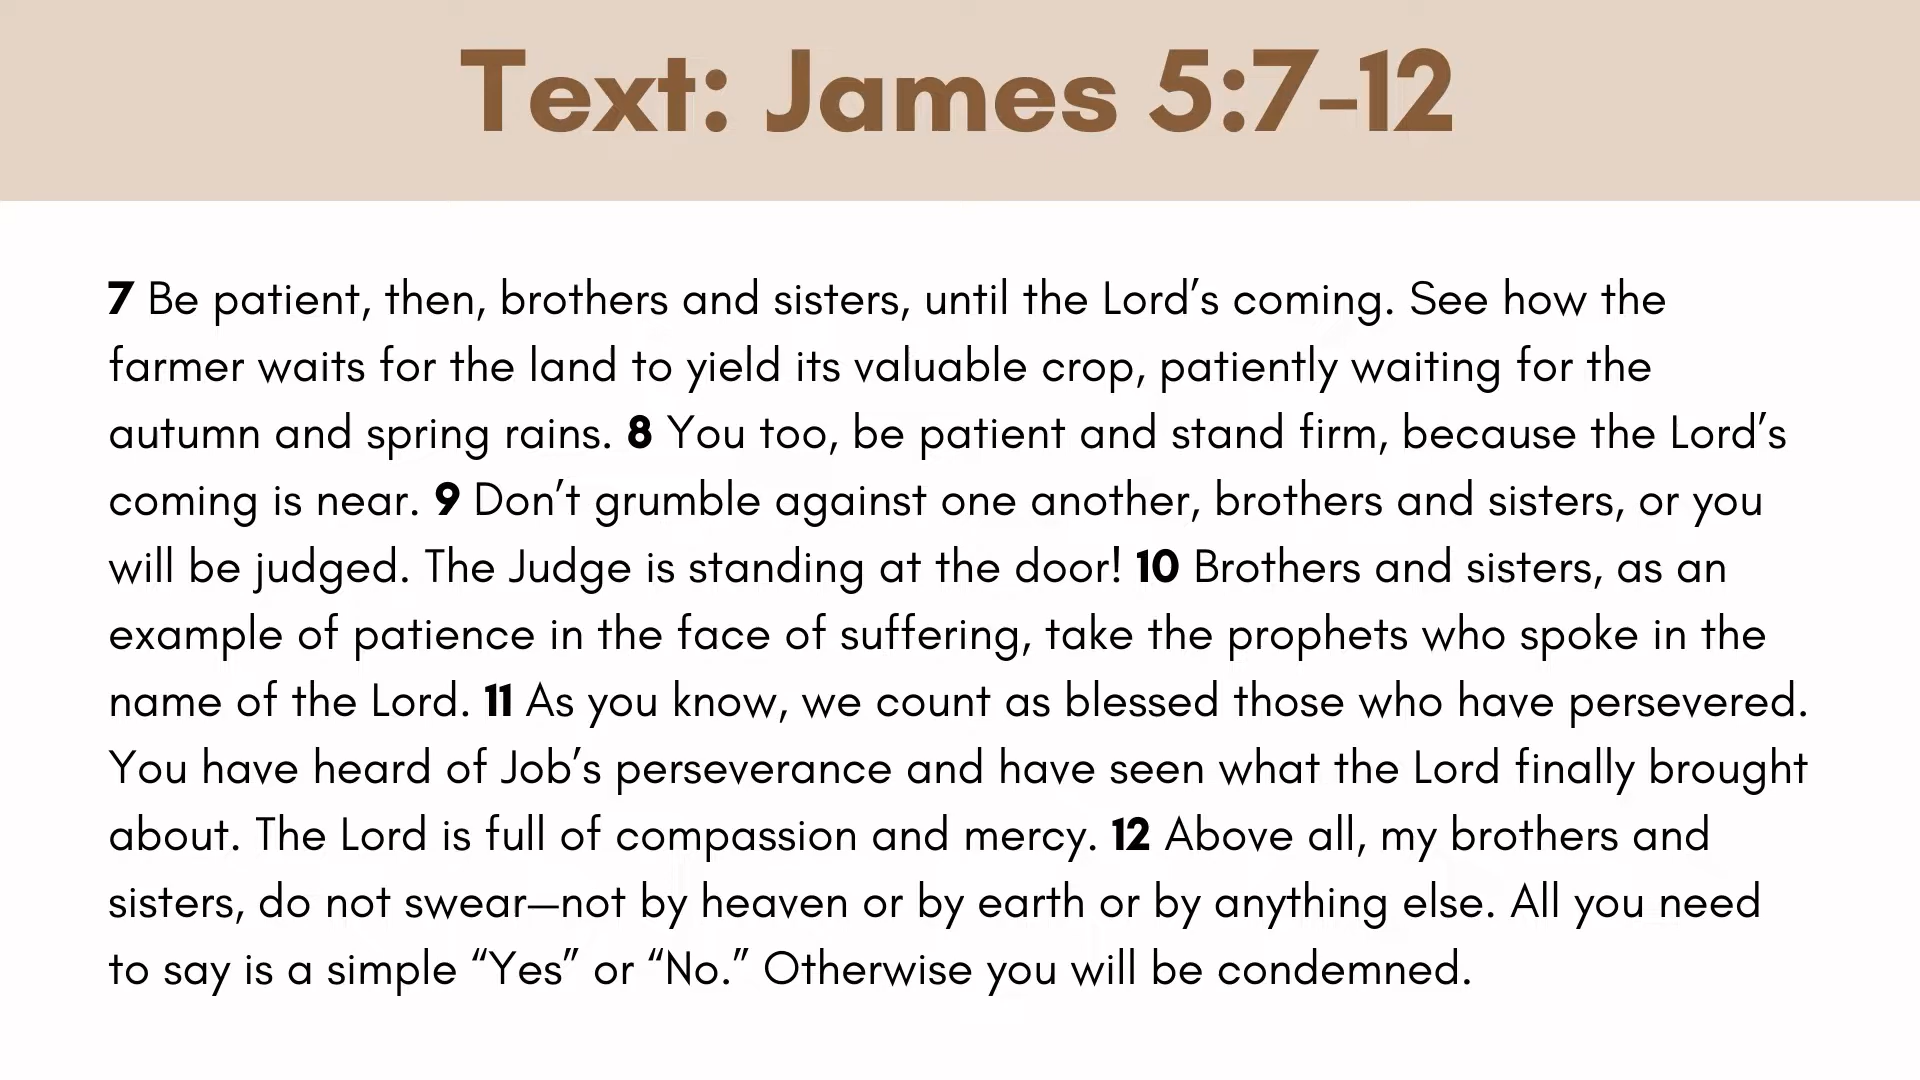 Text: James 5:7-12
7 Be patient, then, brothers and sisters, until the Lord’s coming. See how the
farmer waits for the land to yield its valuable crop, patiently waiting for the
autumn and spring rains. 8 You too, be patient and stand firm, because the Lord’s
coming is near. 9 Don’t grumble against one another, brothers and sisters, or you
will be judged. The Judge is standing at the door! 10 Brothers and sisters, as an
example of patience in the face of suffering, take the prophets who spoke in the
name of the Lord. 11 As you know, we count as blessed those who have persevered.
You have heard of Job’s perseverance and have seen what the Lord finally brought
about. The Lord is full of compassion and mercy. 12 Above all, my brothers and
sisters, do not swear—not by heaven or by earth or by anything else. All you need
to say is a simple “Yes” or “No.” Otherwise you will be condemned.